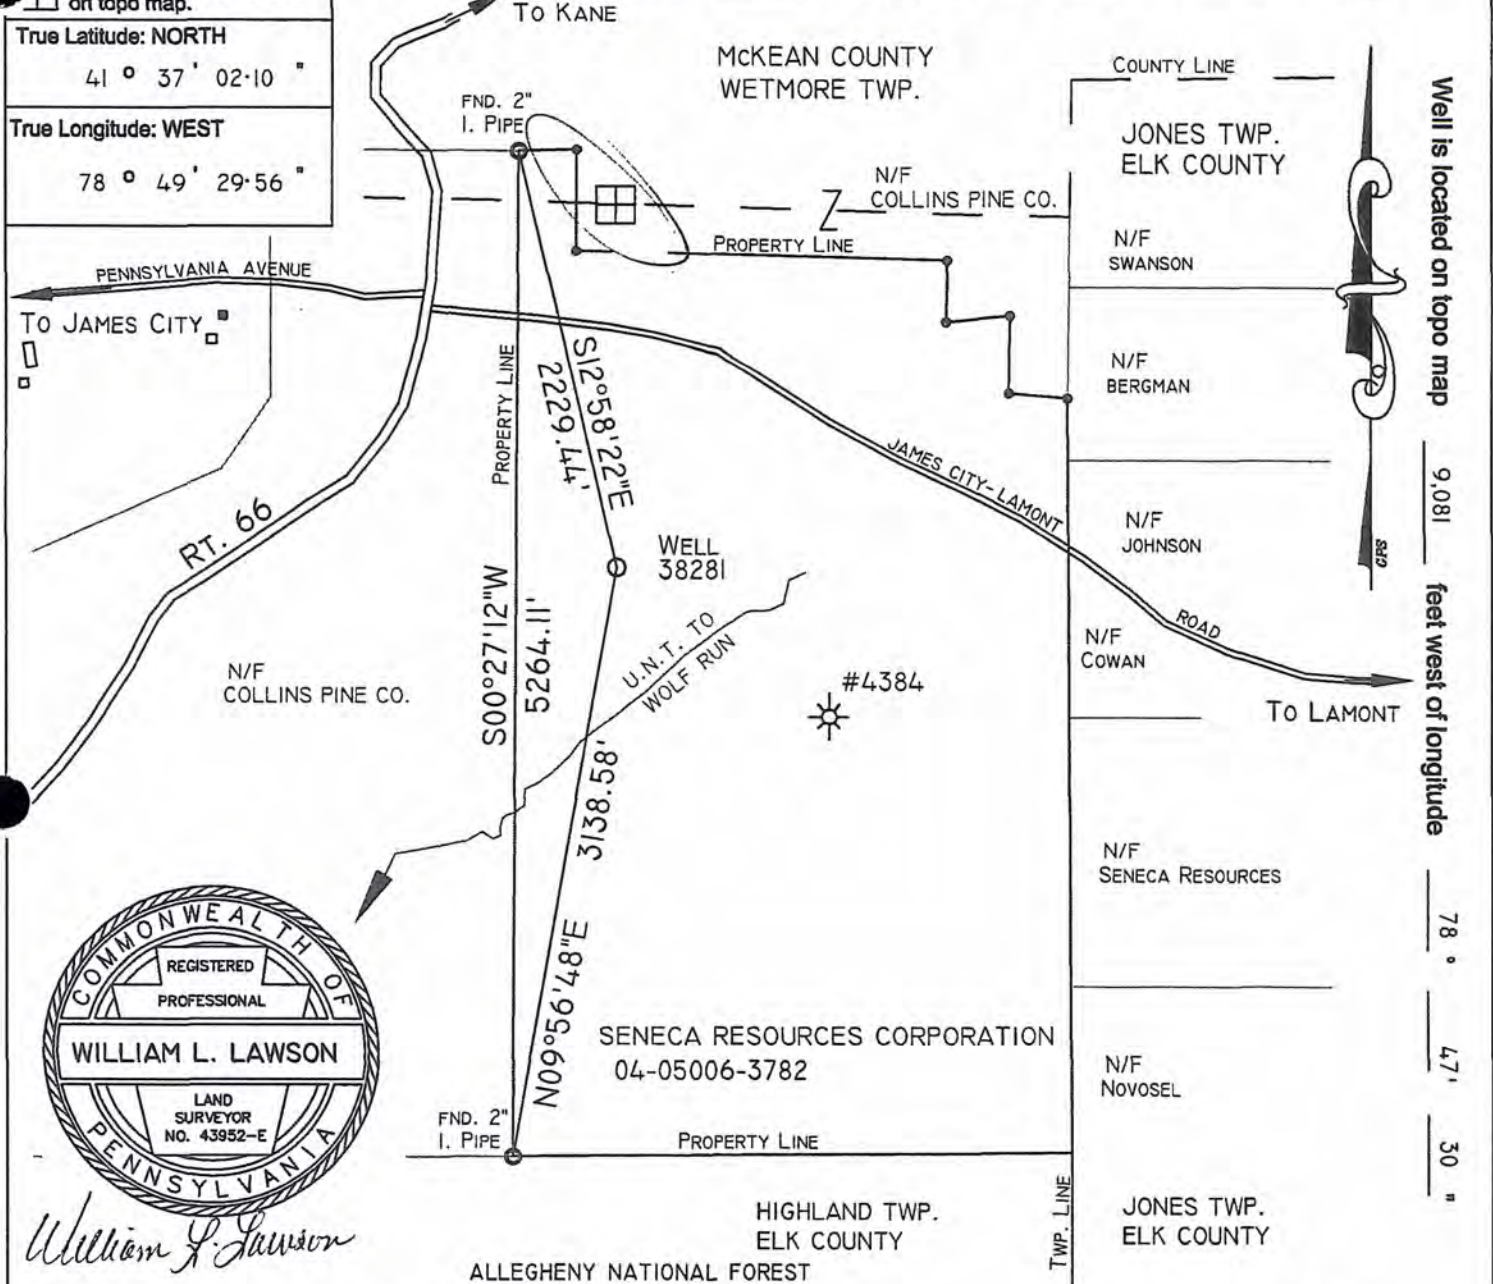 on topo map.
True Latitude: NORTH
41 ° 37 ' 02.10 "
True Longitude: WEST
78 ° 49 ' 29.56 "
TO KANE
McKEAN COUNTY
WETMORE TWP.
COUNTY LINE
JONES TWP.
ELK COUNTY
FND. 2"
I. PIPE
N/F
COLLINS PINE CO.
PROPERTY LINE
N/F
SWANSON
PENNSYLVANIA AVENUE
TO JAMES CITY
N/F
BERGMAN
PROPERTY LINE
S12°58'22"E
2229.44'
JAMES CITY-LAMONT
ROAD
RT. 66
WELL
38281
N/F
JOHNSON
S00°27'12"W
5264.11'
U.N.T. TO
WOLF RUN
N/F
COWAN
N/F
COLLINS PINE CO.
#4384
TO LAMONT
3138.58'
N09°56'48"E
N/F
SENECA RESOURCES
COMMONWEALTH OF
REGISTERED
PROFESSIONAL
WILLIAM L. LAWSON
LAND
SURVEYOR
NO. 43952-E
PENNSYLVANIA
William L. Lawson
SENECA RESOURCES CORPORATION
04-05006-3782
N/F
NOVOSEL
FND. 2"
I. PIPE
PROPERTY LINE
HIGHLAND TWP.
ELK COUNTY
TWP. LINE
JONES TWP.
ELK COUNTY
ALLEGHENY NATIONAL FOREST
GPS
Well is located on topo map 9,081 feet west of longitude 78 ° 47 ' 30 "